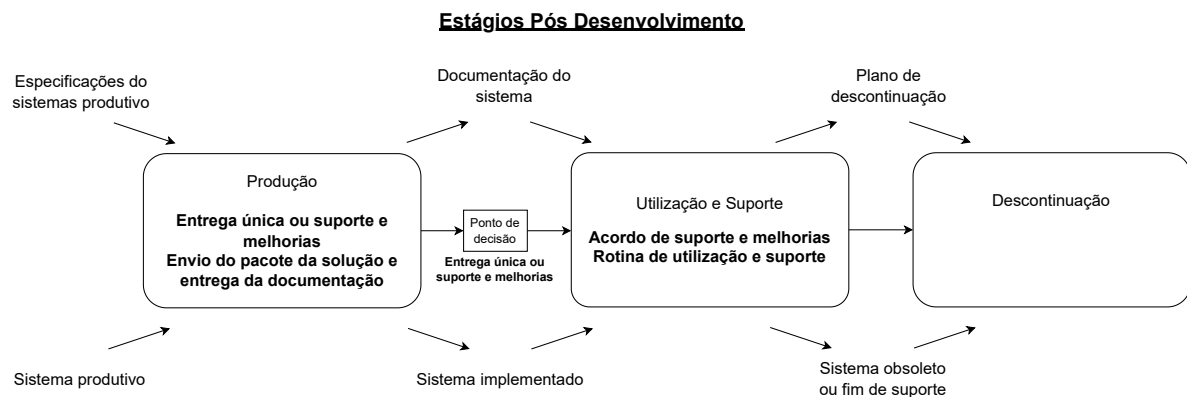 Estágios Pós Desenvolvimento
Especificações do
sistemas produtivo
Documentação do
sistema
Plano de
descontinuação
Produção
Entrega única ou suporte e
melhorias
Envio do pacote da solução e
entrega da documentação
Ponto de
decisão
Entrega única ou
suporte e melhorias
Utilização e Suporte
Acordo de suporte e melhorias
Rotina de utilização e suporte
Descontinuação
Sistema produtivo
Sistema implementado
Sistema obsoleto
ou fim de suporte